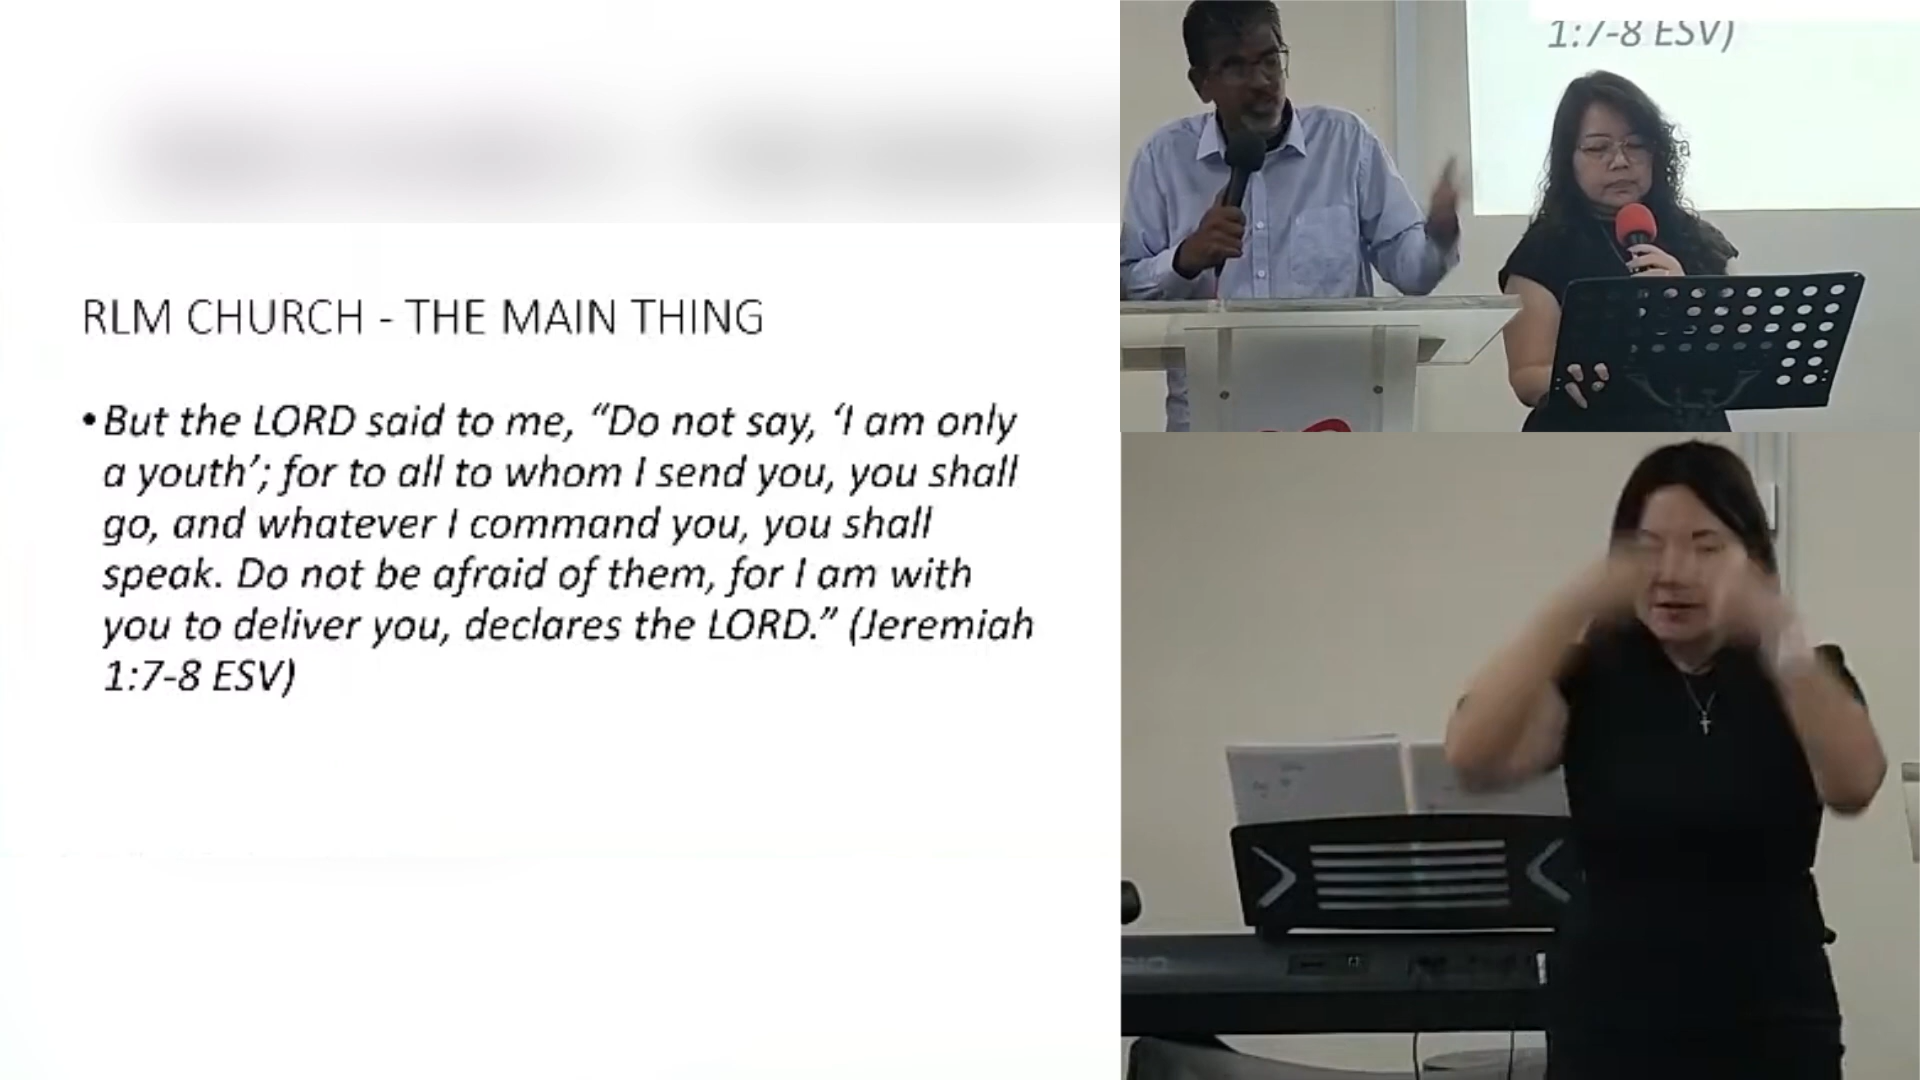 RLM CHURCH - THE MAIN THING
•But the LORD said to me, “Do not say, ‘I am only
a youth’; for to all to whom I send you, you shall
go, and whatever I command you, you shall
speak. Do not be afraid of them, for I am with
you to deliver you, declares the LORD.” (Jeremiah
1:7-8 ESV)
1:7-8 ESV)